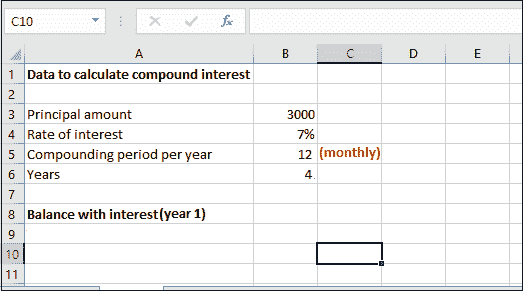 C10 fx
A B C D E
1 Data to calculate compound interest
2
3 Principal amount 3000
4 Rate of interest 7%
5 Compounding period per year 12 (monthly)
6 Years 4
7
8 Balance with interest(year 1)
9
10
11